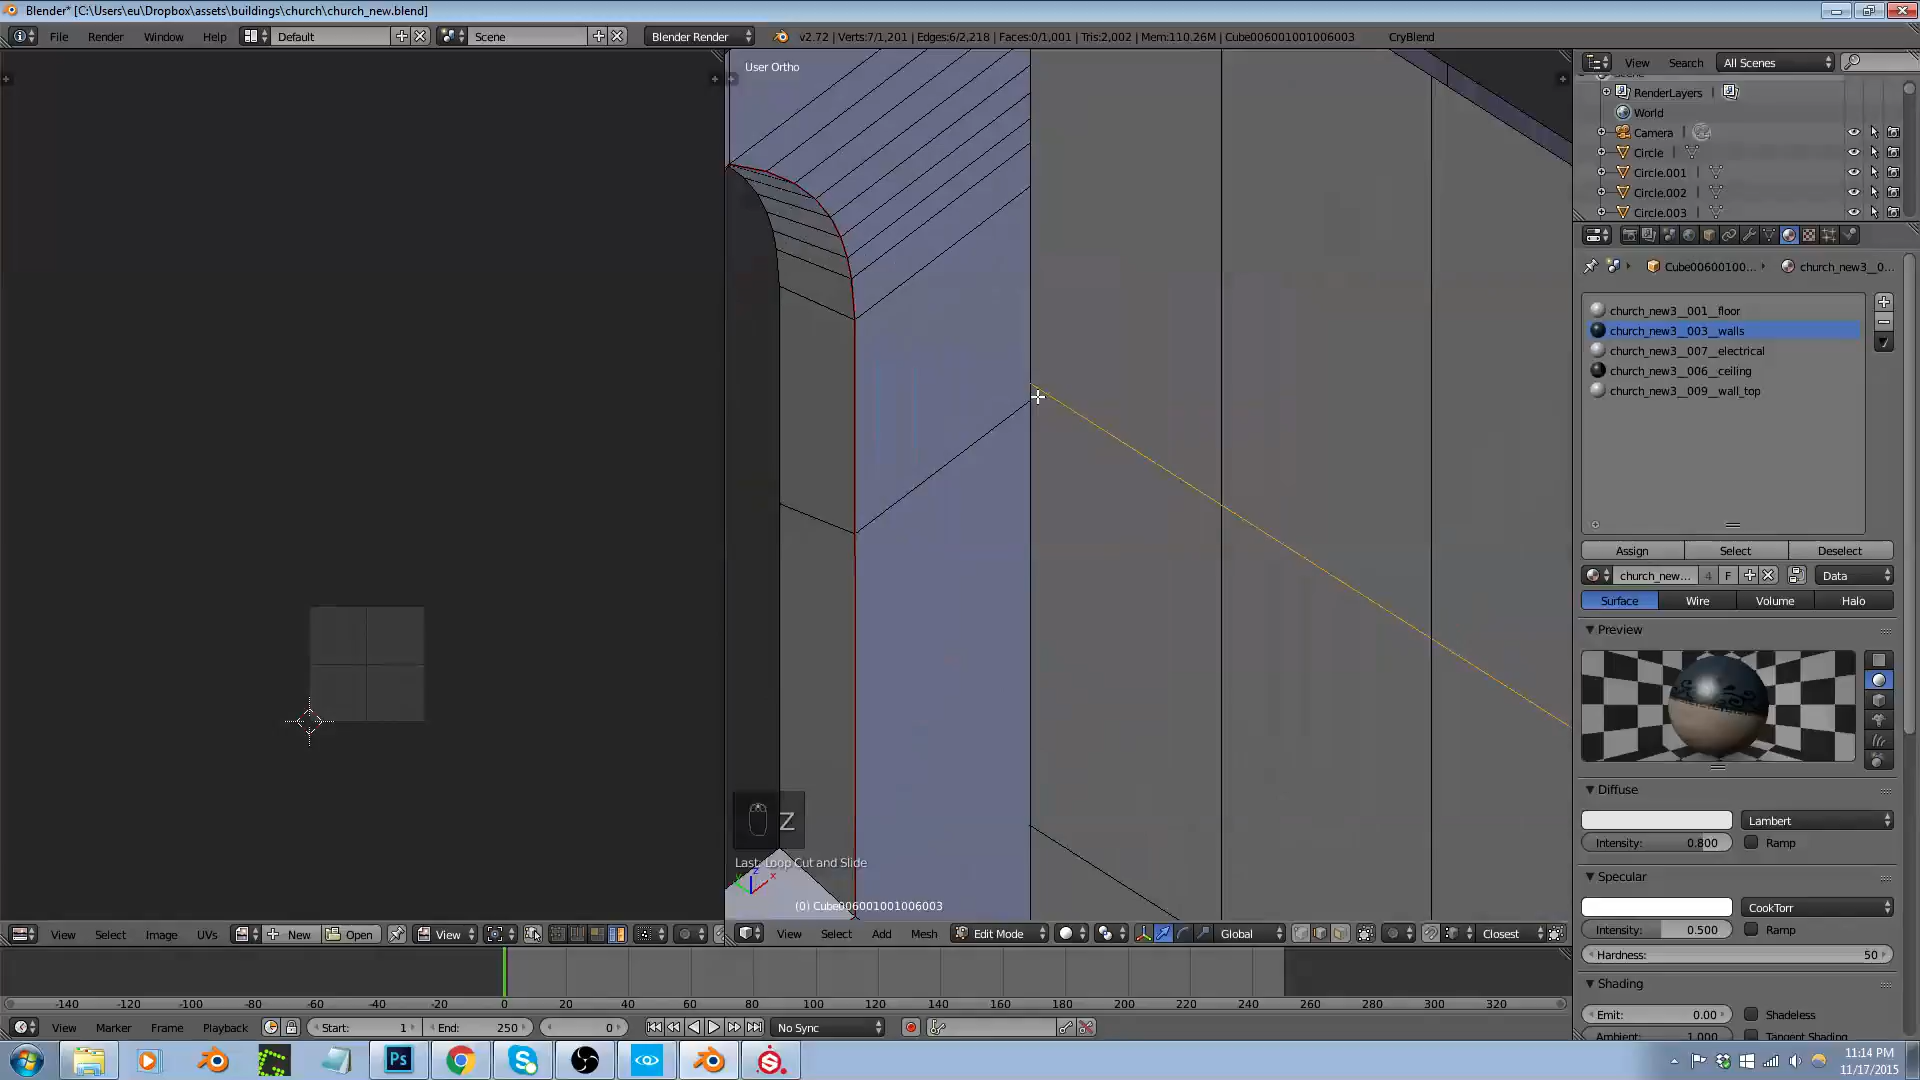 Blender* [C:\Users\eu\Dropbox\assets\buildings\church\church_new.blend]
File Render Window Help Default Scene Blender Render v2.72 | Verts:7/1,201 | Edges:6/2,218 | Faces:0/1,001 | Tris:2,002 | Mem:110.26M | Cube006001001006003 CryBlend
View Search All Scenes
User Ortho
RenderLayers |
World
Camera
Circle
Circle.001
Circle.002
Circle.003
Cube00600100... church_new3__0...
church_new3__001__floor
church_new3__003__walls
church_new3__007__electrical
church_new3__006__ceiling
church_new3__009__wall_top
Assign Select Deselect
church_new... 4 F Data
Surface Wire Volume Halo
Preview
Diffuse
Lambert
Intensity: 0.800 Ramp
Specular
CookTorr
Intensity: 0.500 Ramp
Hardness: 50
Shading
Emit: 0.00 Shadeless
Ambient: 1.000 Tangent Shading
Z
Last: Loop Cut and Slide
z
x
(0) Cube006001001006003
View Select Image UVs New Open View
View Select Add Mesh Edit Mode Global Closest
-140 -120 -100 -80 -60 -40 -20 0 20 40 60 80 100 120 140 160 180 200 220 240 260 280 300 320
View Marker Frame Playback Start: 1 End: 250 0 No Sync
Ps
11:14 PM
11/17/2015